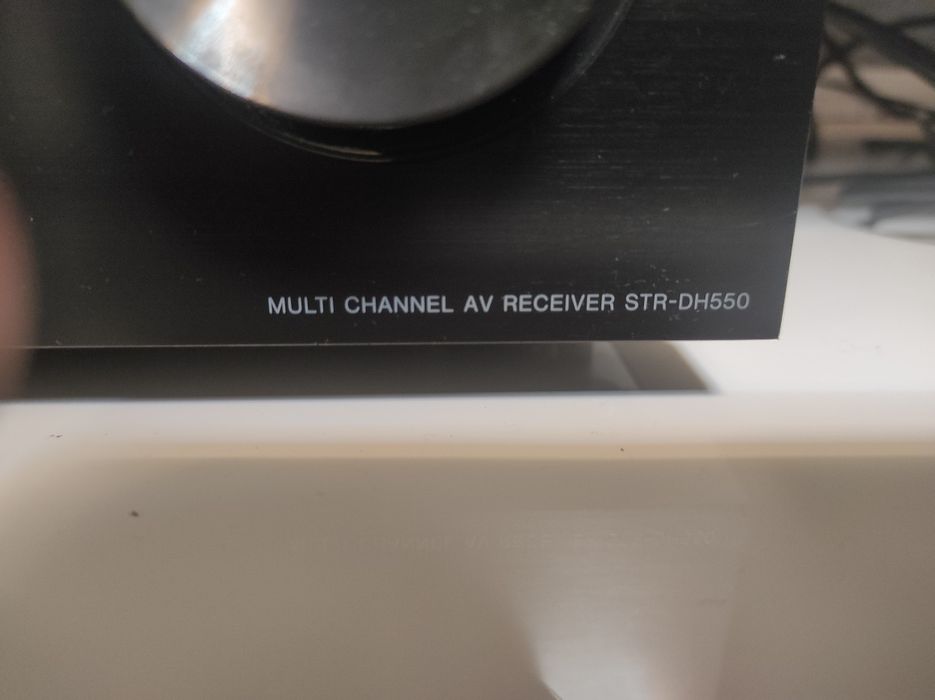 MULTI CHANNEL AV RECEIVER STR-DH550